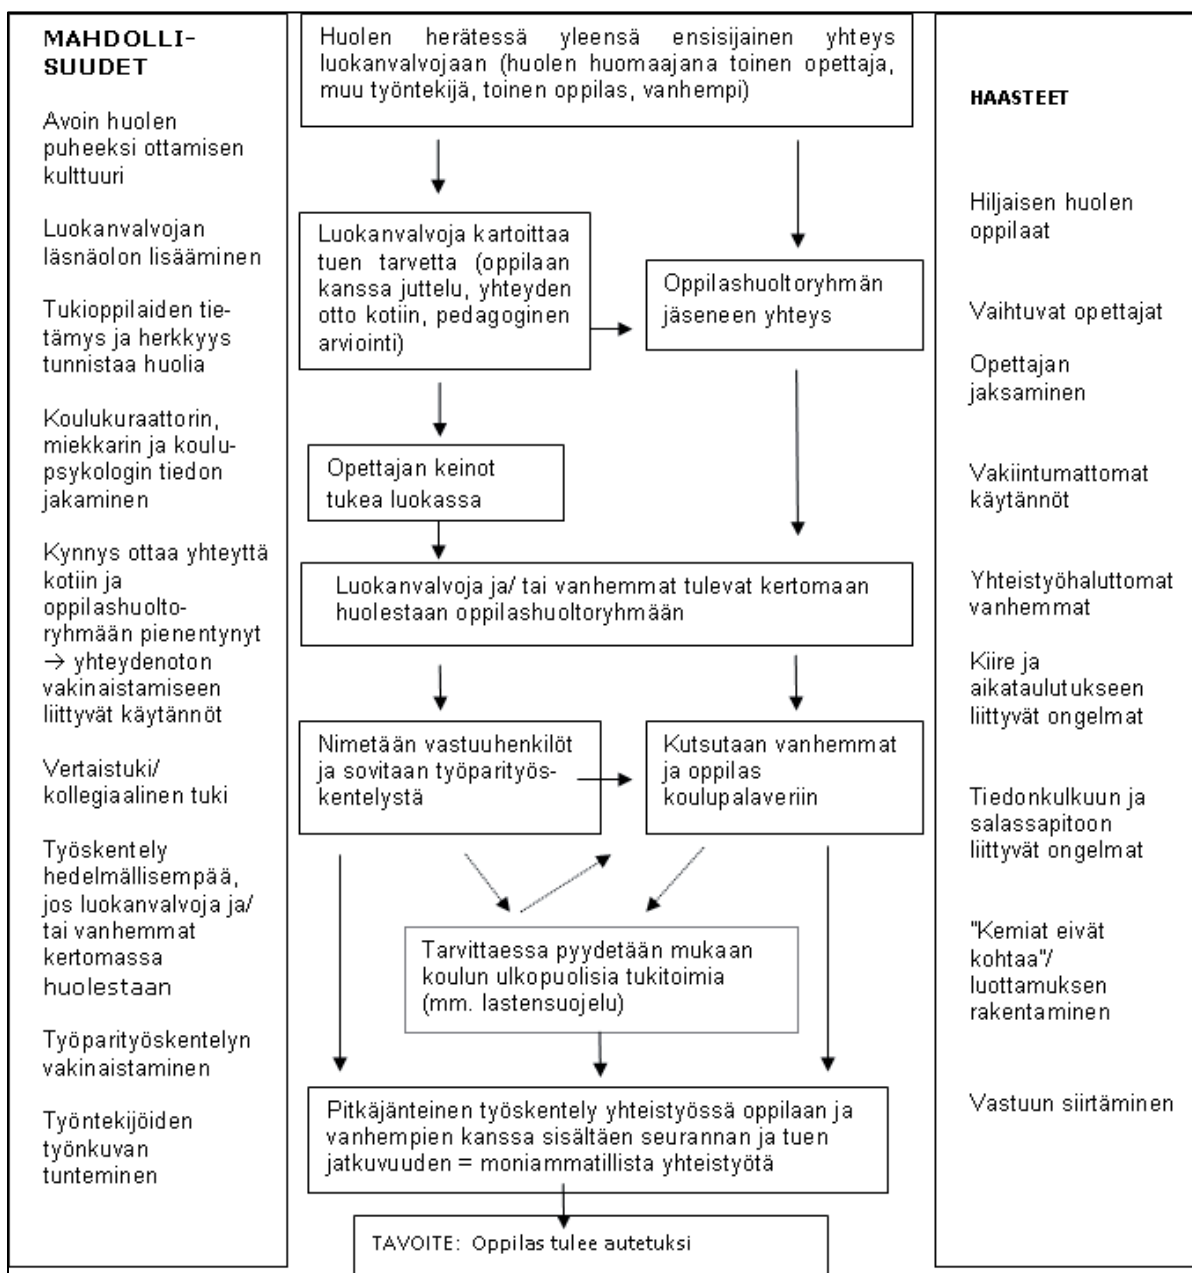 MAHDOLLI-
SUUDET
Avoin huolen
puheeksi ottamisen
kulttuuri
Luokanvalvojan
läsnäolon lisääminen
Tukioppilaiden tie-
tämys ja herkkyys
tunnistaa huolia
Koulukuraattorin,
miekkarin ja koulu-
psykologin tiedon
jakaminen
Kynnys ottaa yhteyttä
kotiin ja
oppilashuolto-
ryhmään pienentynyt
→ yhteydenoton
vakinaistamiseen
liittyvät käytännöt
Vertaistuki/
kollegiaalinen tuki
Työskentely
hedelmällisempää,
jos luokanvalvoja ja/
tai vanhemmat
kertomassa
huolestaan
Työparityöskentelyn
vakinaistaminen
Työntekijöiden
työnkuvan
tunteminen
Huolen herätessä yleensä ensisijainen yhteys
luokanvalvojaan (huolen huomaajana toinen opettaja,
muu työntekijä, toinen oppilas, vanhempi)
Luokanvalvoja kartoittaa
tuen tarvetta (oppilaan
kanssa juttelu, yhteyden
otto kotiin, pedagoginen
arviointi)
Oppilashuoltoryhmän
jäseneen yhteys
Opettajan keinot
tukea luokassa
Luokanvalvoja ja/ tai vanhemmat tulevat kertomaan
huolestaan oppilashuoltoryhmään
Nimetään vastuuhenkilöt
ja sovitaan työparityös-
kentelystä
Kutsutaan vanhemmat
ja oppilas
koulupalaveriin
Tarvittaessa pyydetään mukaan
koulun ulkopuolisia tukitoimia
(mm. lastensuojelu)
Pitkäjänteinen työskentely yhteistyössä oppilaan ja
vanhempien kanssa sisältäen seurannan ja tuen
jatkuvuuden = moniammatillista yhteistyötä
TAVOITE: Oppilas tulee autetuksi
HAASTEET
Hiljaisen huolen
oppilaat
Vaihtuvat opettajat
Opettajan
jaksaminen
Vakiintumattomat
käytännöt
Yhteistyöhaluttomat
vanhemmat
Kiire ja
aikataulutukseen
liittyvät ongelmat
Tiedonkulkuun ja
salassapitoon
liittyvät ongelmat
"Kemiat eivät
kohtaa"/
luottamuksen
rakentaminen
Vastuun siirtäminen